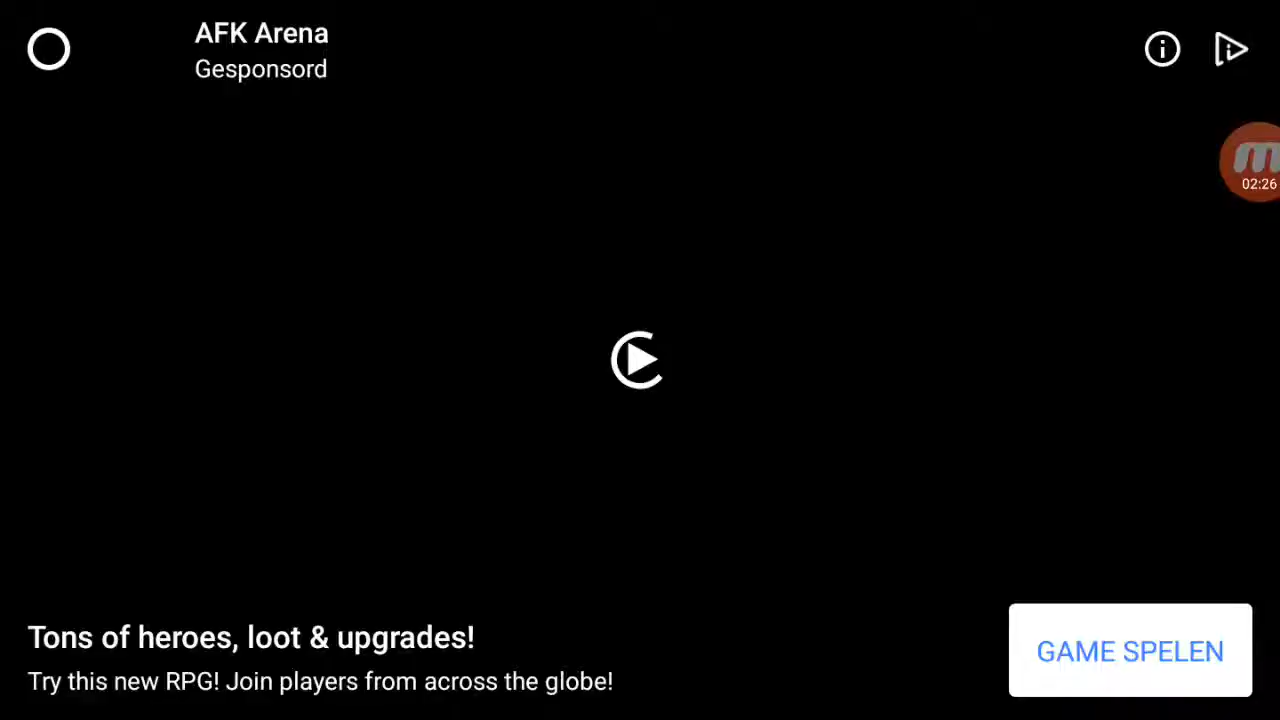 AFK Arena
Gesponsord
02:26
Tons of heroes, loot & upgrades!
Try this new RPG! Join players from across the globe!
GAME SPELEN